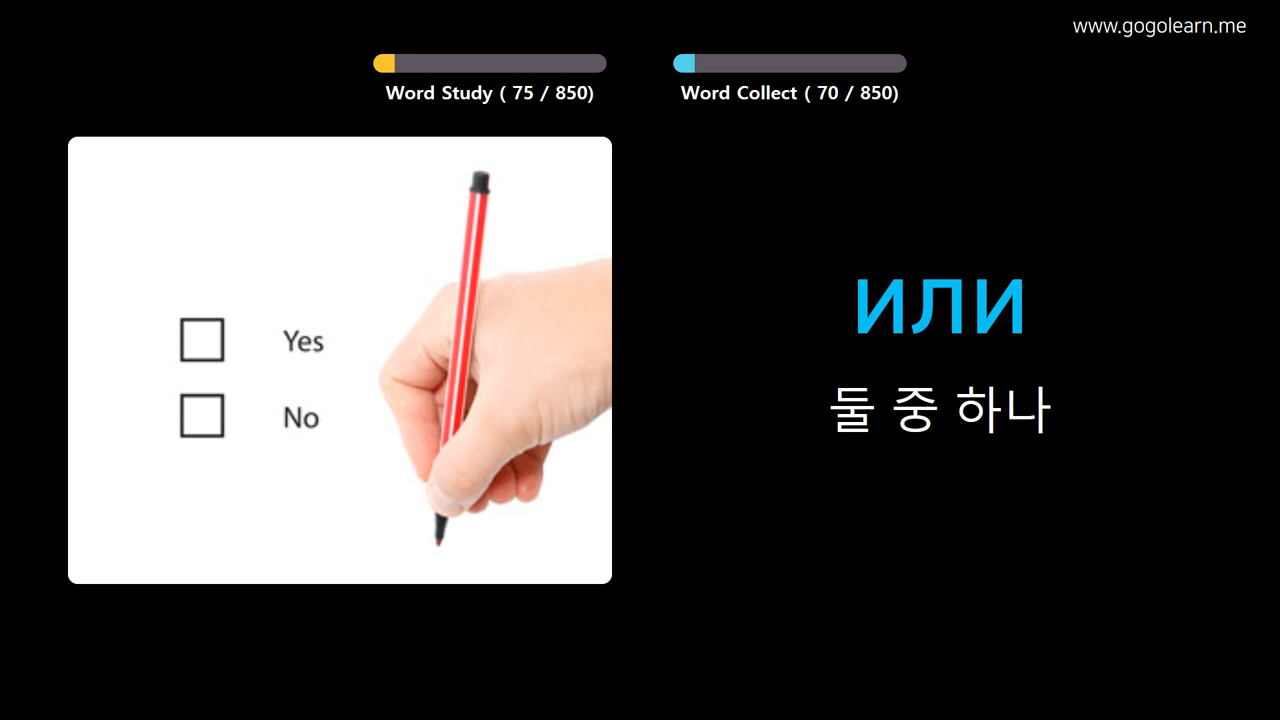 www.gogolearn.me
Word Study ( 75 / 850)
Word Collect ( 70 / 850)
Yes
No
или
둘 중 하나